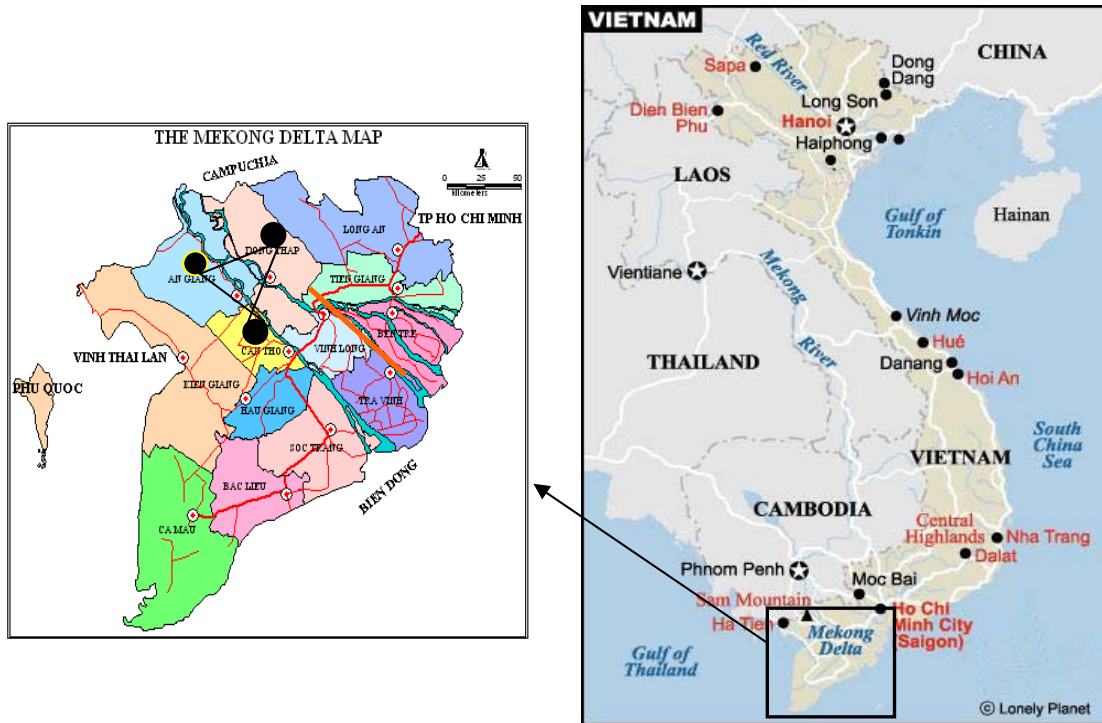 THE MEKONG DELTA MAP
CAMPUCHIA
0 25 50
kilometers
TP HO CHI MINH
LONG AN
DONG THAP
AN GIANG
TIEN GIANG
BEN TRE
CAN THO
VINH LONG
VINH THAI LAN
KIEN GIANG
PHU QUOC
HAU GIANG
TRA VINH
SOC TRANG
BAC LIEU
BIEN DONG
CA MAU
VIETNAM
CHINA
Red River
Sapa
Dong
Dang
Long Son
Dien Bien
Phu
Hanoi
Haiphong
LAOS
Gulf of
Tonkin
Hainan
Mekong
River
Vientiane
Vinh Moc
Hué
THAILAND
Danang
Hoi An
South
China
Sea
VIETNAM
CAMBODIA
Central
Highlands
Nha Trang
Dalat
Phnom Penh
Moc Bai
Sam Mountain
Ho Chi
Minh City
(Saigon)
Ha Tien
Mekong
Delta
Gulf of
Thailand
© Lonely Planet